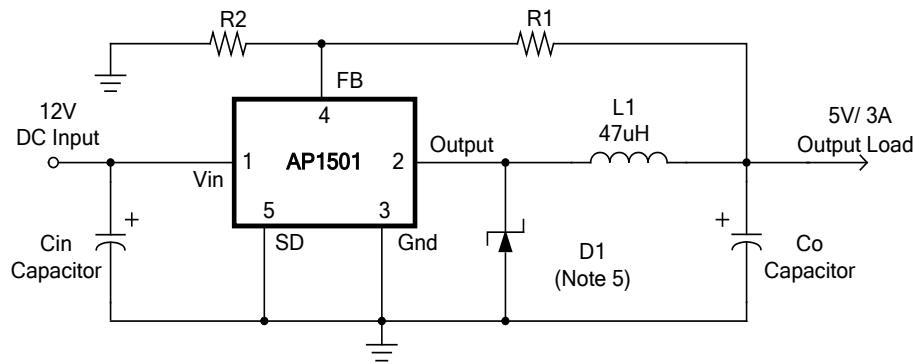 R2
R1
FB
12V
DC Input
4
L1
47uH
5V/ 3A
Output Load
Vin
1
AP1501
2
Output
5
3
SD
Gnd
+
Cin
Capacitor
D1
(Note 5)
+
Co
Capacitor